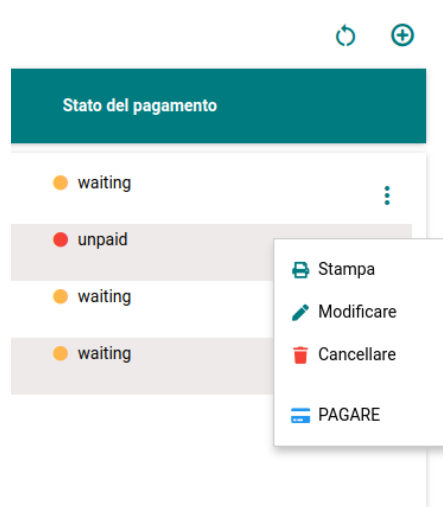 Stato del pagamento
waiting
unpaid
waiting
waiting
Stampa
Modificare
Cancellare
PAGARE